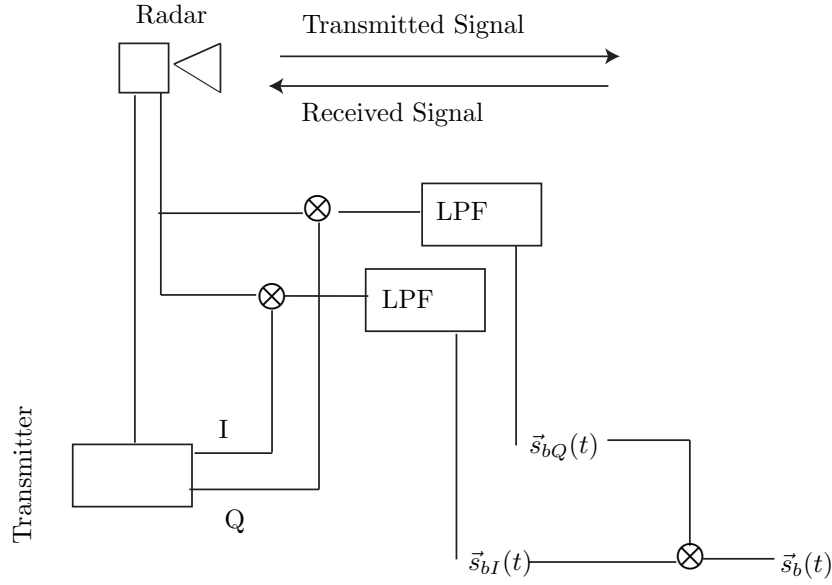 Radar
Transmitted Signal
Received Signal
LPF
LPF
Transmitter
I
Q
$\vec{s}_{bQ}(t)$
$\vec{s}_{bI}(t)$
$\vec{s}_{b}(t)$